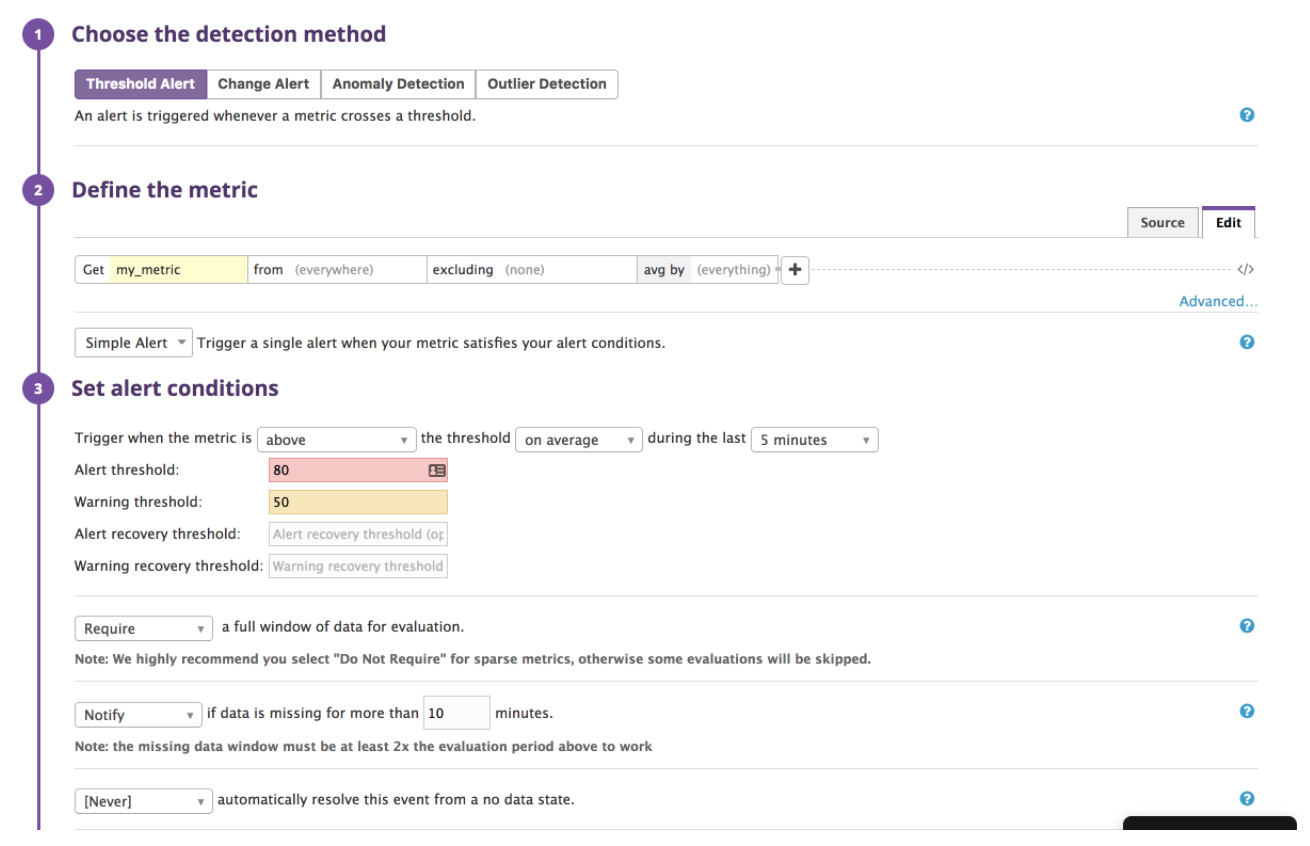 1 Choose the detection method
Threshold Alert Change Alert Anomaly Detection Outlier Detection
An alert is triggered whenever a metric crosses a threshold. ?
2 Define the metric
Source Edit
Get my_metric from (everywhere) excluding (none) avg by (everything) + </>
Advanced...
Simple Alert Trigger a single alert when your metric satisfies your alert conditions. ?
3 Set alert conditions
Trigger when the metric is above the threshold on average during the last 5 minutes
Alert threshold: 80
Warning threshold: 50
Alert recovery threshold: Alert recovery threshold (op
Warning recovery threshold: Warning recovery threshold
Require a full window of data for evaluation. ?
Note: We highly recommend you select "Do Not Require" for sparse metrics, otherwise some evaluations will be skipped.
Notify if data is missing for more than 10 minutes. ?
Note: the missing data window must be at least 2x the evaluation period above to work
[Never] automatically resolve this event from a no data state. ?